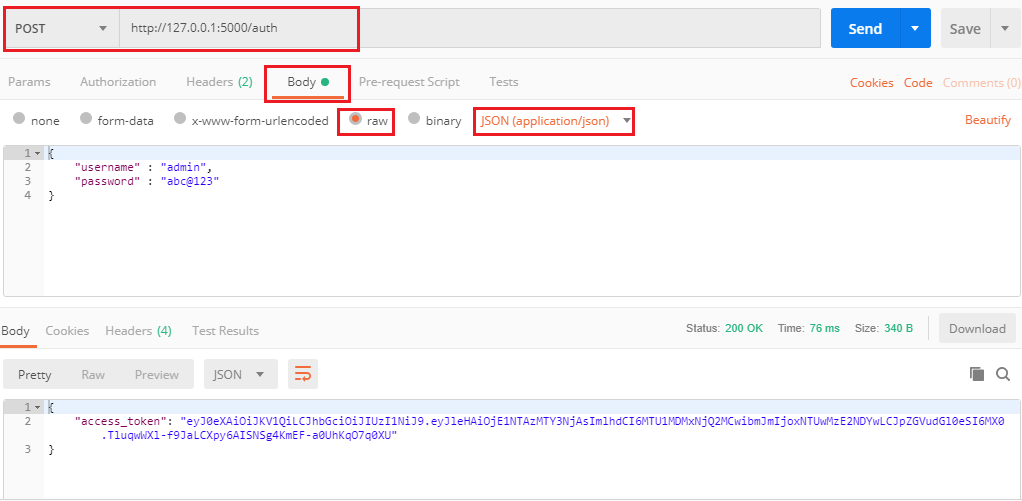 POST http://127.0.0.1:5000/auth Send Save
Params Authorization Headers (2) Body Pre-request Script Tests Cookies Code Comments (0)
none form-data x-www-form-urlencoded raw binary JSON (application/json) Beautify
1 {
2 "username" : "admin",
3 "password" : "abc@123"
4 }
Body Cookies Headers (4) Test Results Status: 200 OK Time: 76 ms Size: 340 B Download
Pretty Raw Preview JSON
1 {
2 "access_token": "eyJ0eXAiOiJKV1QiLCJhbGciOiJIUzI1NiJ9.eyJleHAiOjE1NTAzMTY3NjAsImlhdCI6MTU1MDMxNjQ2MCwibmJmIjoxNTUwMzE2NDYwLCJpZGVudGl0eSI6MX0
.TluqwWXl-f9JaLCXpy6AISNSg4KmEF-a0UhKqO7q0XU"
3 }